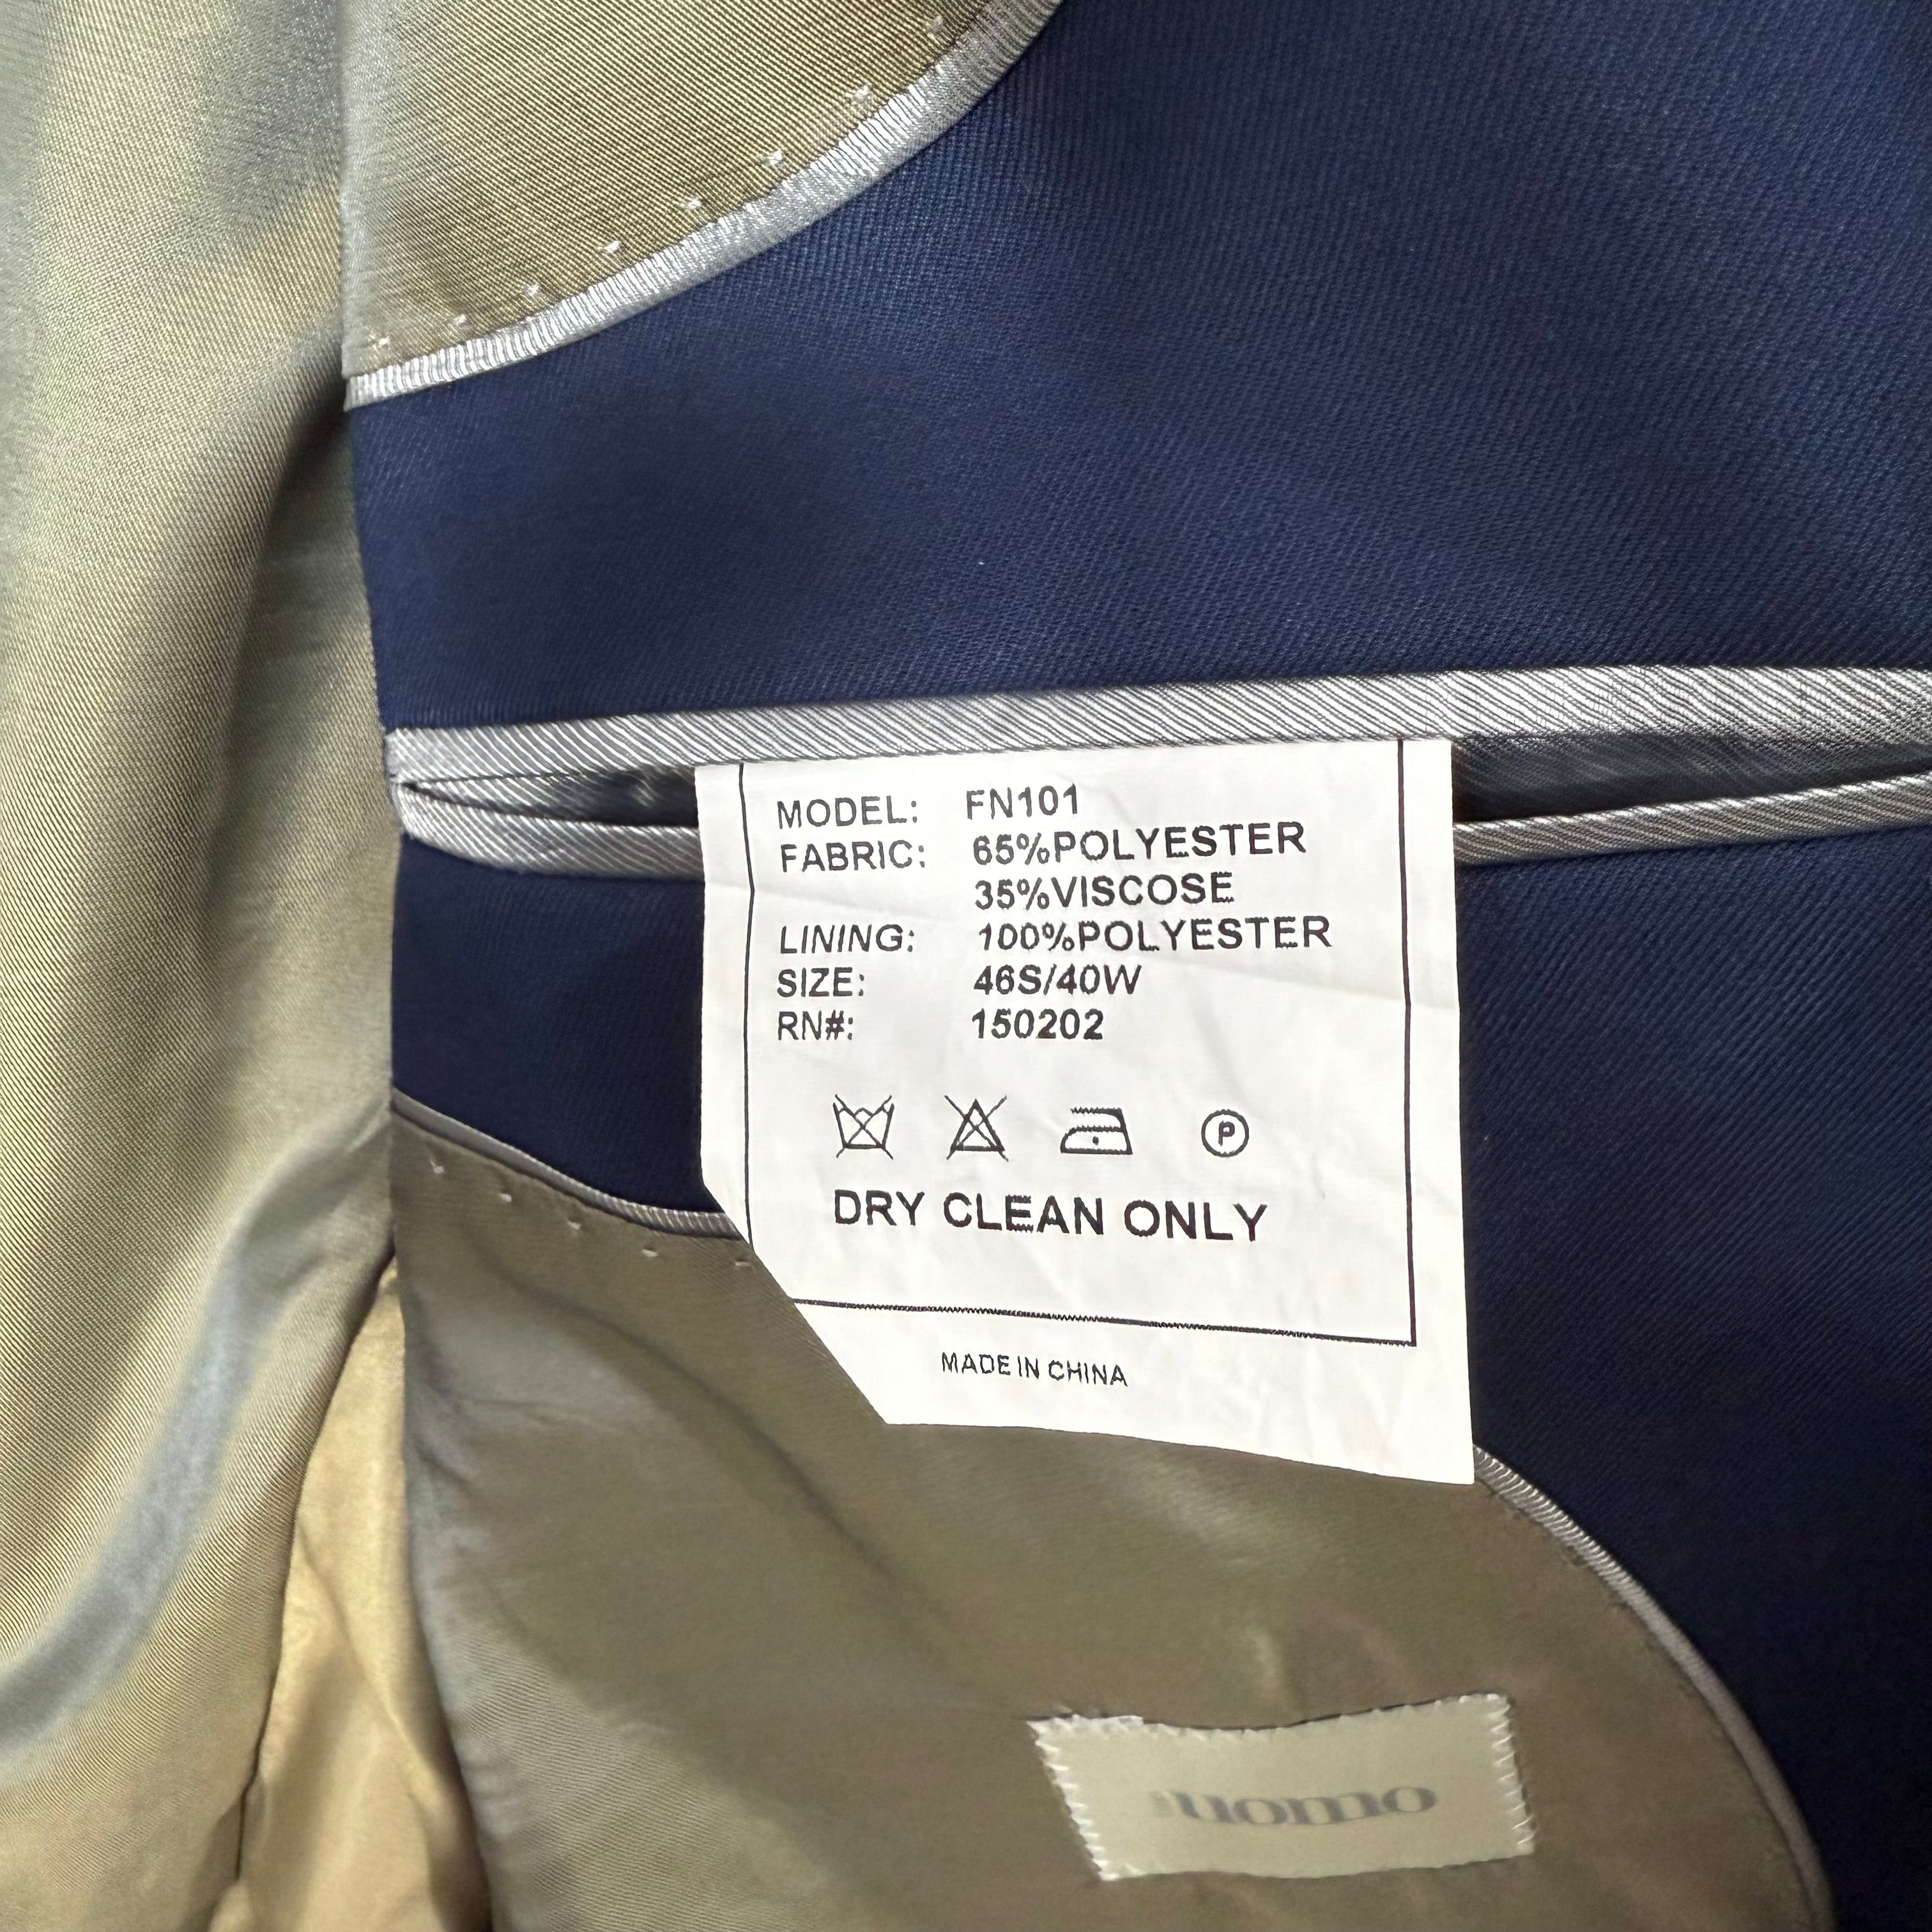 MODEL: FN101
FABRIC: 65%POLYESTER
35%VISCOSE
LINING: 100%POLYESTER
SIZE: 46S/40W
RN#: 150202
P
DRY CLEAN ONLY
MADE IN CHINA
uomo